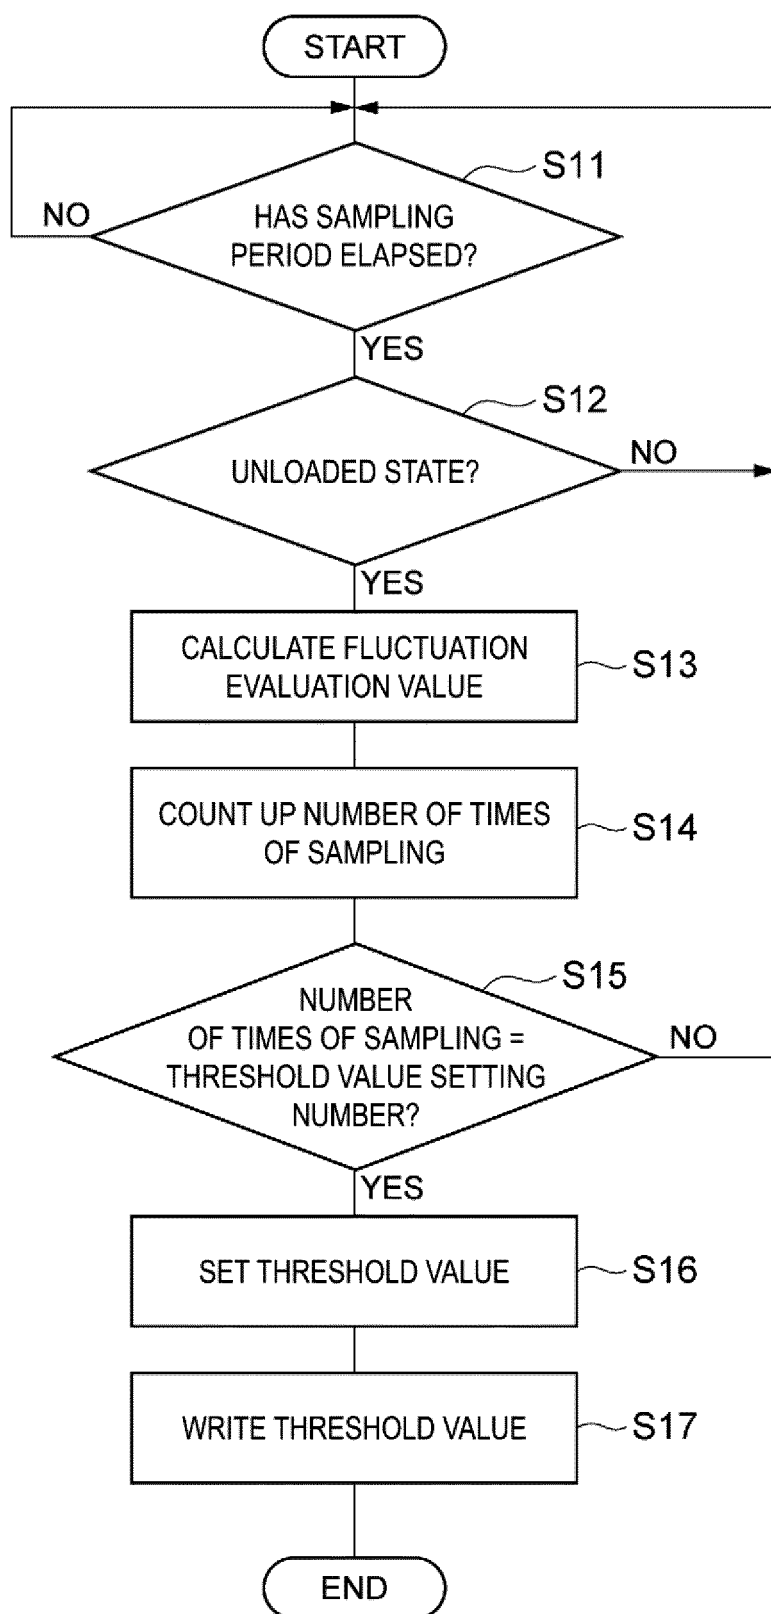 START
S11
HAS SAMPLING
PERIOD ELAPSED?
NO
YES
S12
UNLOADED STATE?
NO
YES
CALCULATE FLUCTUATION
EVALUATION VALUE
S13
COUNT UP NUMBER OF TIMES
OF SAMPLING
S14
S15
NUMBER
OF TIMES OF SAMPLING =
THRESHOLD VALUE SETTING
NUMBER?
NO
YES
SET THRESHOLD VALUE
S16
WRITE THRESHOLD VALUE
S17
END